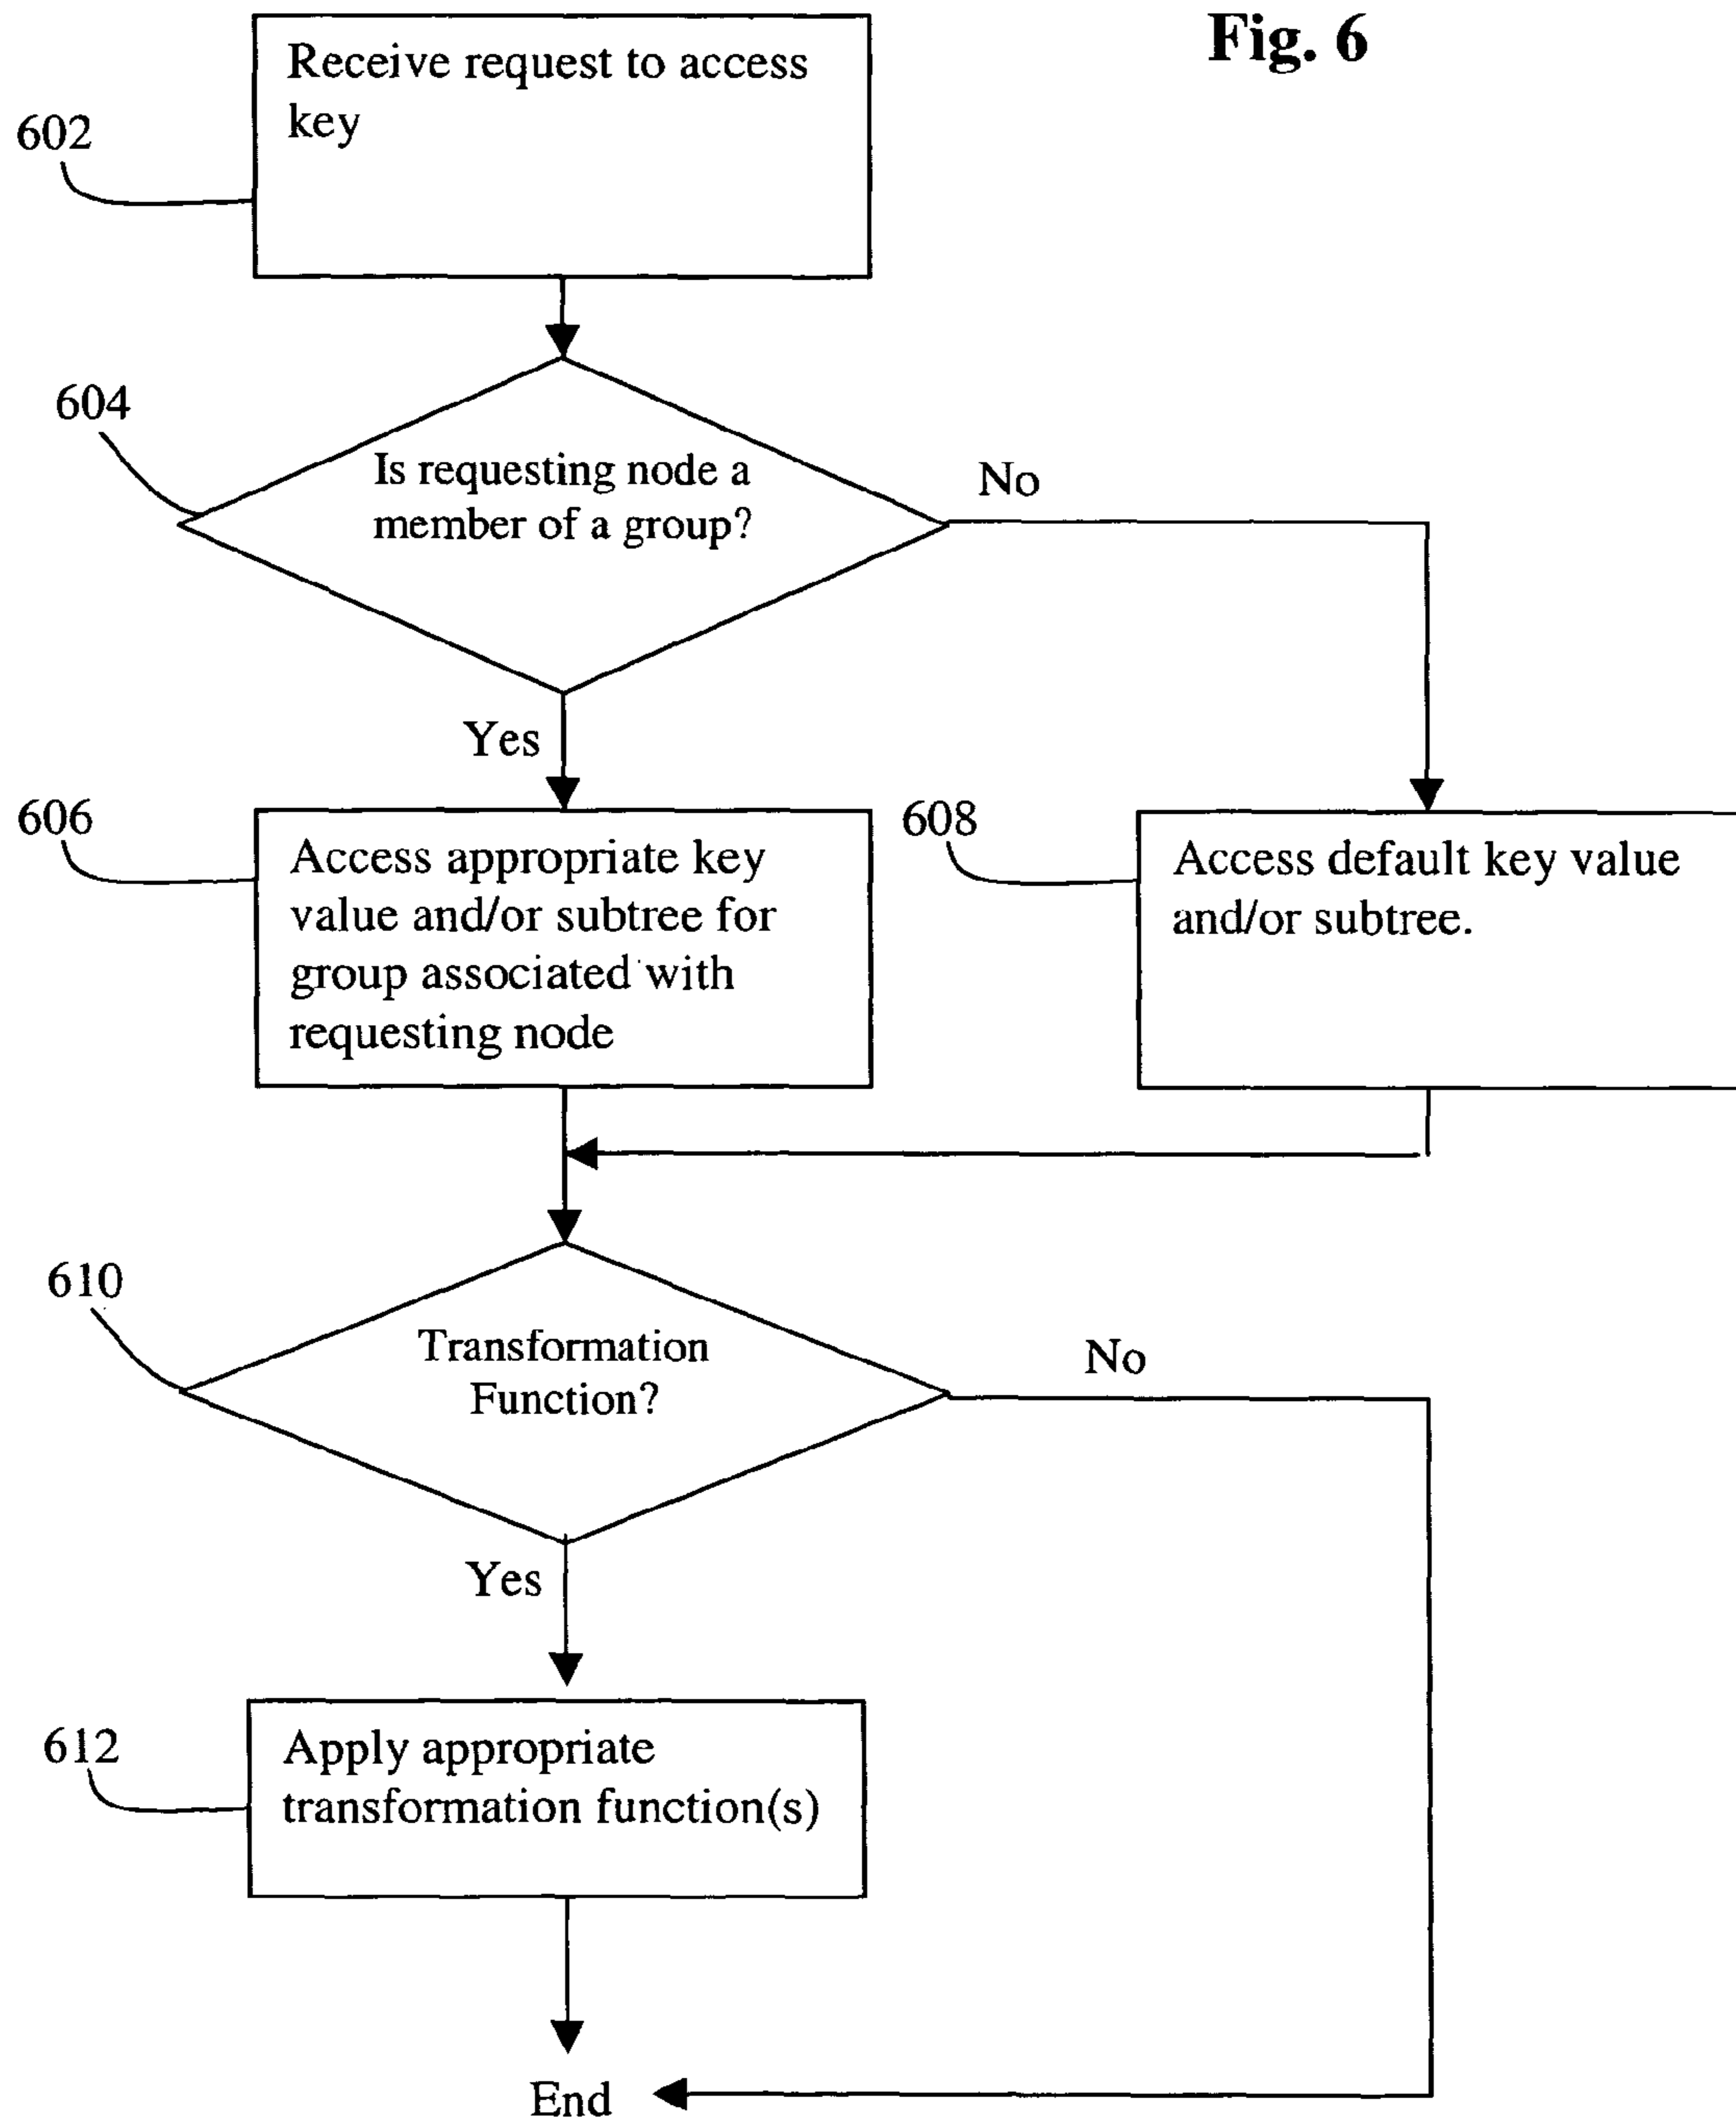 Fig. 6
Receive request to access
key
602
604
Is requesting node a
member of a group?
No
Yes
606
Access appropriate key
value and/or subtree for
group associated with
requesting node
608
Access default key value
and/or subtree.
610
Transformation
Function?
No
Yes
612
Apply appropriate
transformation function(s)
End